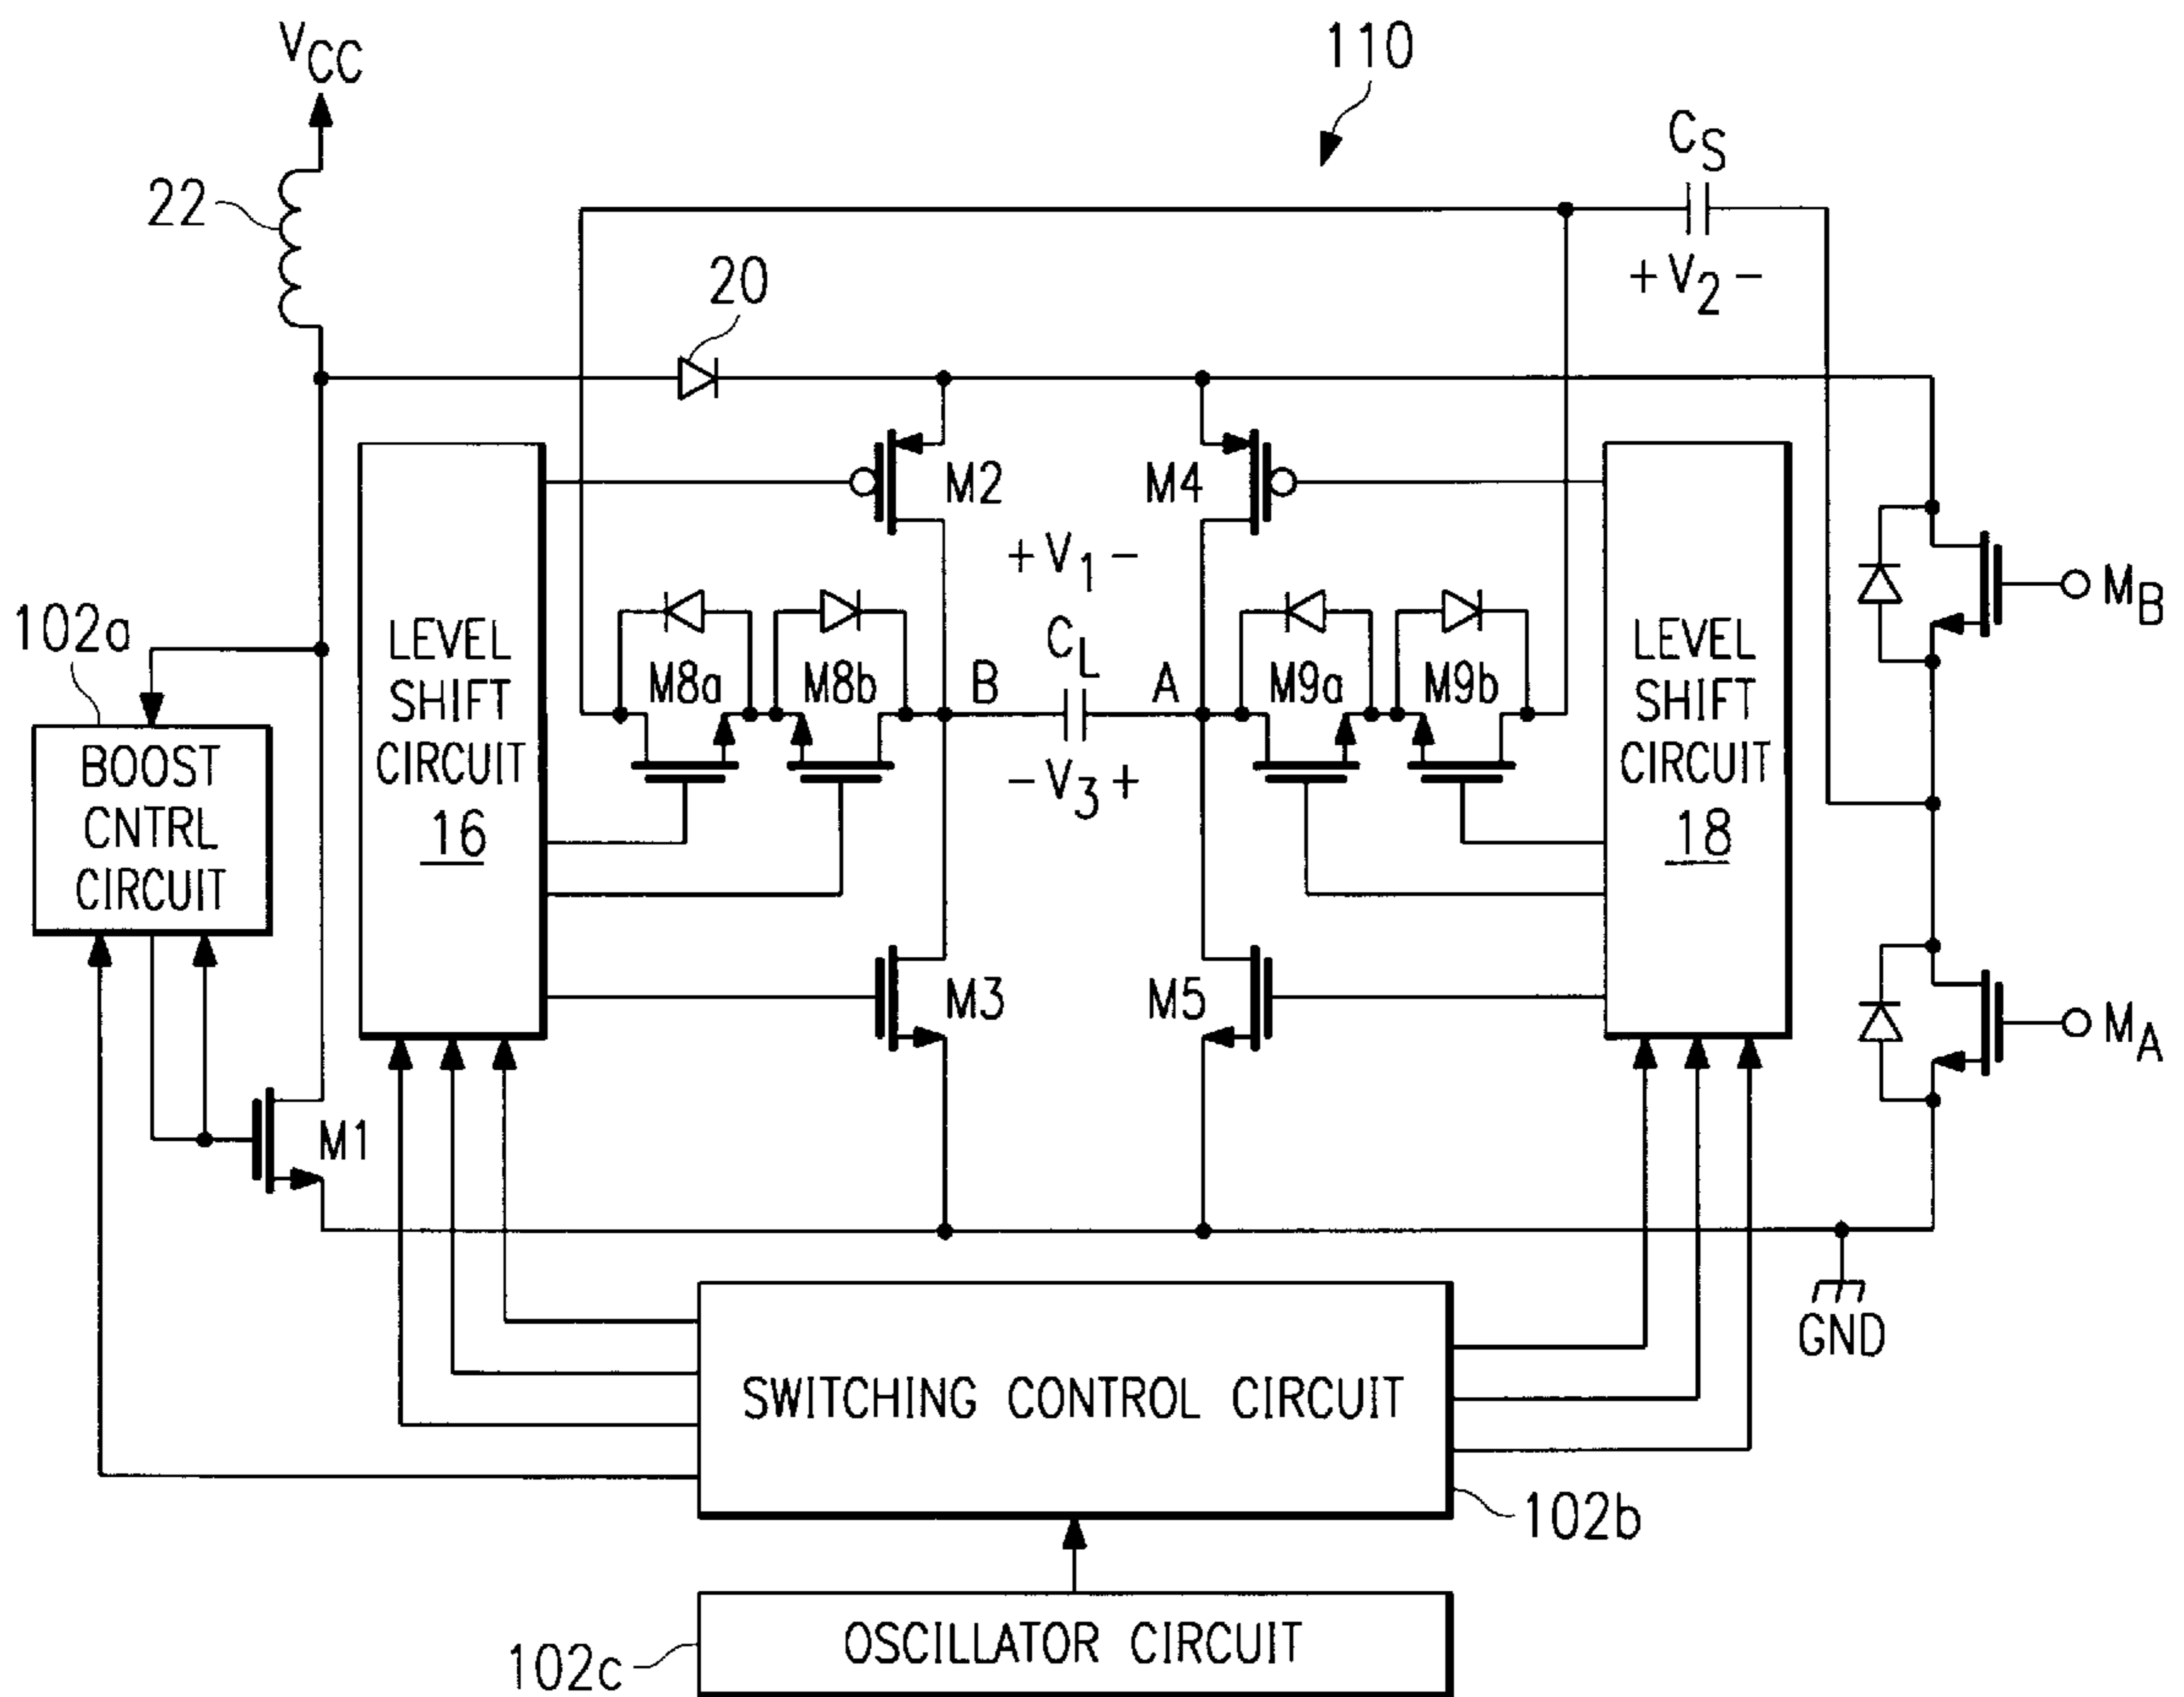 VCC
110
CS
22
+V2-
20
M2
M4
+V1-
MB
102a
LEVEL
SHIFT
CIRCUIT
16
M8a
M8b
B
CL
A
M9a
M9b
LEVEL
SHIFT
CIRCUIT
18
BOOST
CNTRL
CIRCUIT
-V3+
M3
M5
MA
M1
GND
SWITCHING CONTROL CIRCUIT
102b
OSCILLATOR CIRCUIT
102c